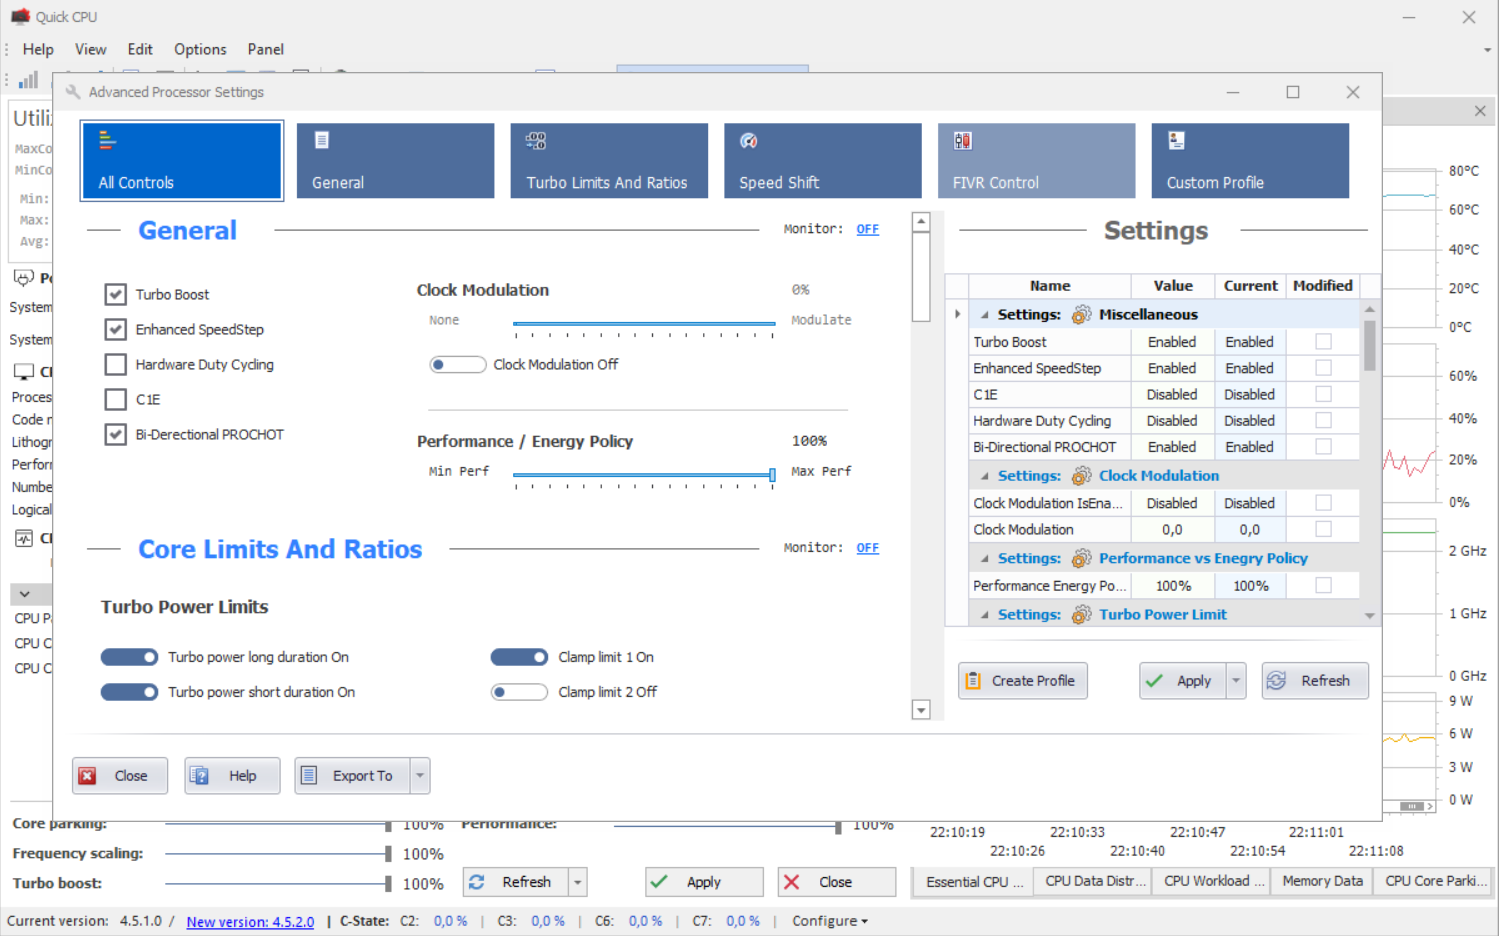 Quick CPU
Help View Edit Options Panel
Advanced Processor Settings
All Controls
General
Turbo Limits And Ratios
Speed Shift
FIVR Control
Custom Profile
General
Monitor: OFF
Turbo Boost
Enhanced SpeedStep
Hardware Duty Cycling
C1E
Bi-Derectional PROCHOT
Clock Modulation 0%
None Modulate
Clock Modulation Off
Performance / Energy Policy 100%
Min Perf Max Perf
Core Limits And Ratios
Monitor: OFF
Turbo Power Limits
Turbo power long duration On
Clamp limit 1 On
Turbo power short duration On
Clamp limit 2 Off
Settings
Name Value Current Modified
Settings: Miscellaneous
Turbo Boost Enabled Enabled
Enhanced SpeedStep Enabled Enabled
C1E Disabled Disabled
Hardware Duty Cycling Disabled Disabled
Bi-Directional PROCHOT Enabled Enabled
Settings: Clock Modulation
Clock Modulation IsEna... Disabled Disabled
Clock Modulation 0,0 0,0
Settings: Performance vs Enegry Policy
Performance Energy Po... 100% 100%
Settings: Turbo Power Limit
Create Profile
Apply
Refresh
Close
Help
Export To
MaxCo
MinCo
Min:
Max:
Avg:
System
System
Proces
Code n
Lithogr
Perforr
Numbe
Logical
CPU P
CPU C
CPU C
80°C
60°C
40°C
20°C
0°C
60%
40%
20%
0%
2 GHz
1 GHz
0 GHz
9 W
6 W
3 W
0 W
Core parking: 100%
Performance: 100%
Frequency scaling: 100%
Turbo boost: 100%
Refresh
Apply
Close
22:10:19 22:10:33 22:10:47 22:11:01
22:10:26 22:10:40 22:10:54 22:11:08
Essential CPU ... CPU Data Distr... CPU Workload ... Memory Data CPU Core Parki...
Current version: 4.5.1.0 / New version: 4.5.2.0 | C-State: C2: 0,0 % | C3: 0,0 % | C6: 0,0 % | C7: 0,0 % | Configure